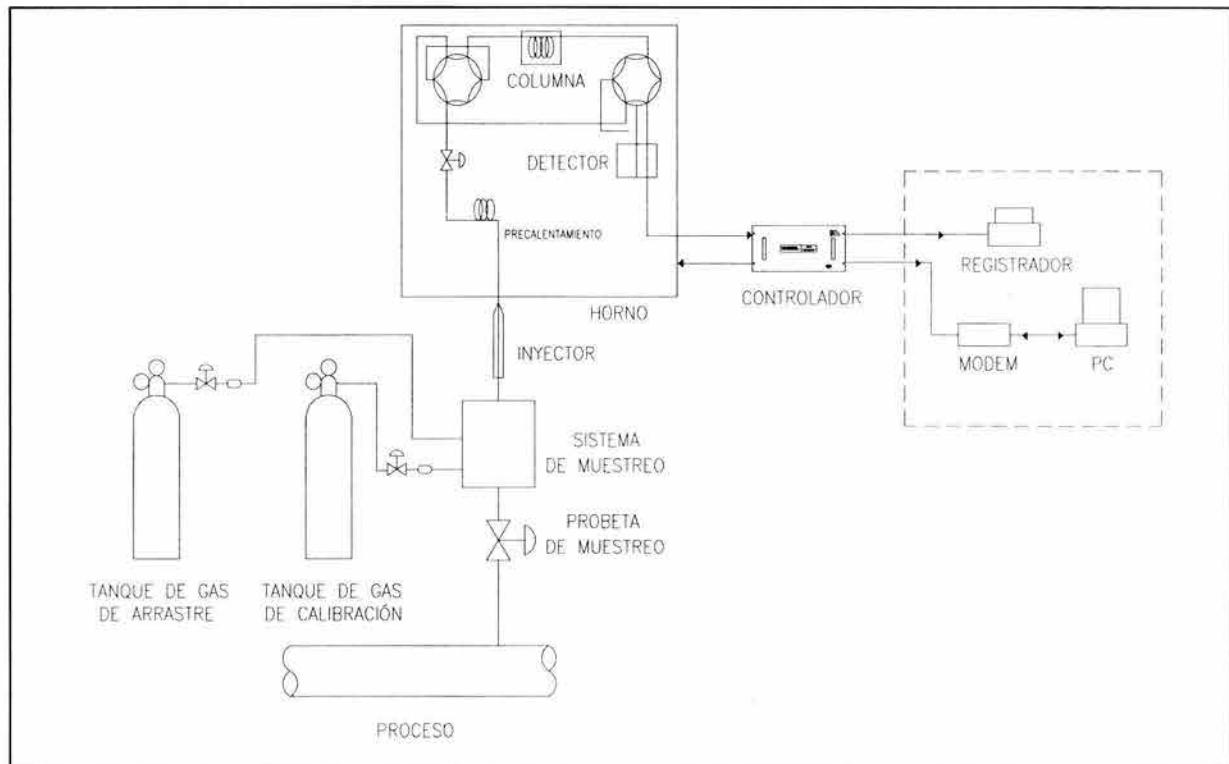 COLUMNA
DETECTOR
PRECALENTAMIENTO
REGISTRADOR
CONTROLADOR
HORNO
INYECTOR
MODEM
PC
SISTEMA
DE MUESTREO
PROBETA
DE MUESTREO
TANQUE DE GAS
DE ARRASTRE
TANQUE DE GAS
DE CALIBRACIÓN
PROCESO